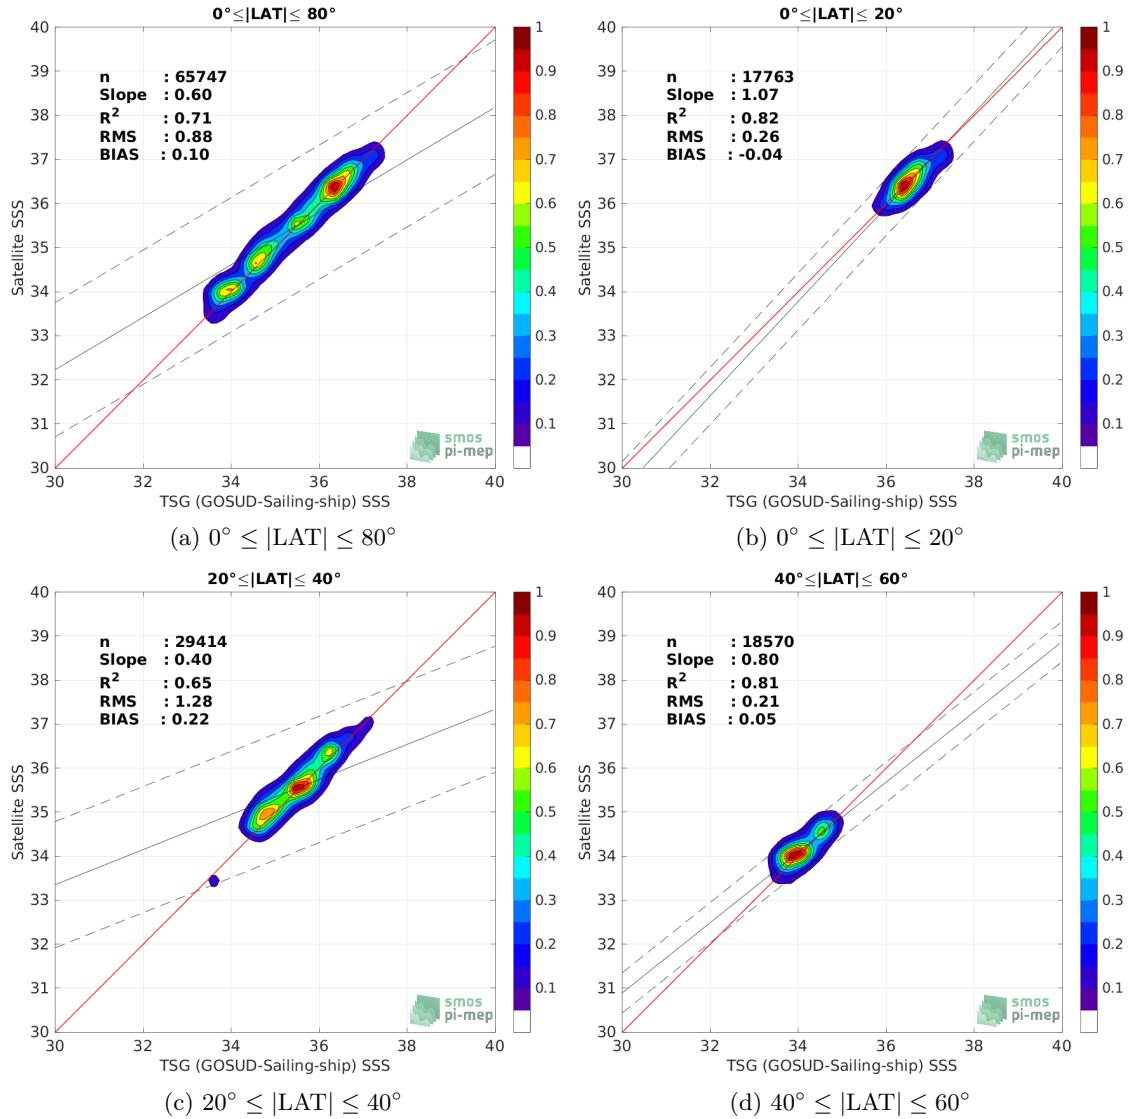 0°≤|LAT|≤ 80°
40
39
38
37
36
35
34
33
32
31
30
Satellite SSS
n : 65747
Slope : 0.60
R² : 0.71
RMS : 0.88
BIAS : 0.10
smos
pi-mep
30 32 34 36 38 40
TSG (GOSUD-Sailing-ship) SSS
1
0.9
0.8
0.7
0.6
0.5
0.4
0.3
0.2
0.1
(a) 0° ≤ |LAT| ≤ 80°
0°≤|LAT|≤ 20°
40
39
38
37
36
35
34
33
32
31
30
Satellite SSS
n : 17763
Slope : 1.07
R² : 0.82
RMS : 0.26
BIAS : -0.04
smos
pi-mep
30 32 34 36 38 40
TSG (GOSUD-Sailing-ship) SSS
1
0.9
0.8
0.7
0.6
0.5
0.4
0.3
0.2
0.1
(b) 0° ≤ |LAT| ≤ 20°
20°≤|LAT|≤ 40°
40
39
38
37
36
35
34
33
32
31
30
Satellite SSS
n : 29414
Slope : 0.40
R² : 0.65
RMS : 1.28
BIAS : 0.22
smos
pi-mep
30 32 34 36 38 40
TSG (GOSUD-Sailing-ship) SSS
1
0.9
0.8
0.7
0.6
0.5
0.4
0.3
0.2
0.1
(c) 20° ≤ |LAT| ≤ 40°
40°≤|LAT|≤ 60°
40
39
38
37
36
35
34
33
32
31
30
Satellite SSS
n : 18570
Slope : 0.80
R² : 0.81
RMS : 0.21
BIAS : 0.05
smos
pi-mep
30 32 34 36 38 40
TSG (GOSUD-Sailing-ship) SSS
1
0.9
0.8
0.7
0.6
0.5
0.4
0.3
0.2
0.1
(d) 40° ≤ |LAT| ≤ 60°